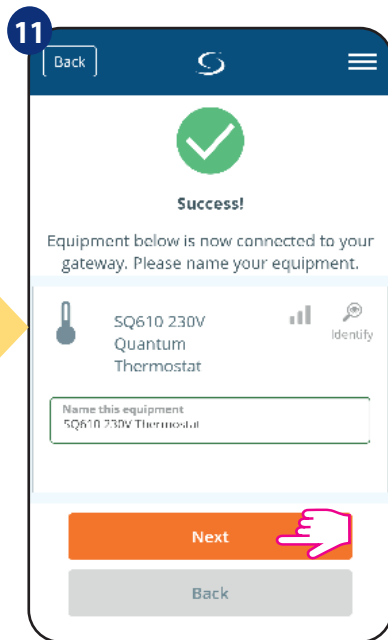 11
Back
Success!
Equipment below is now connected to your
gateway. Please name your equipment.
SQ610 230V
Quantum
Thermostat
Identify
Name this equipment
SQ610 230V Thermostat
Next
Back